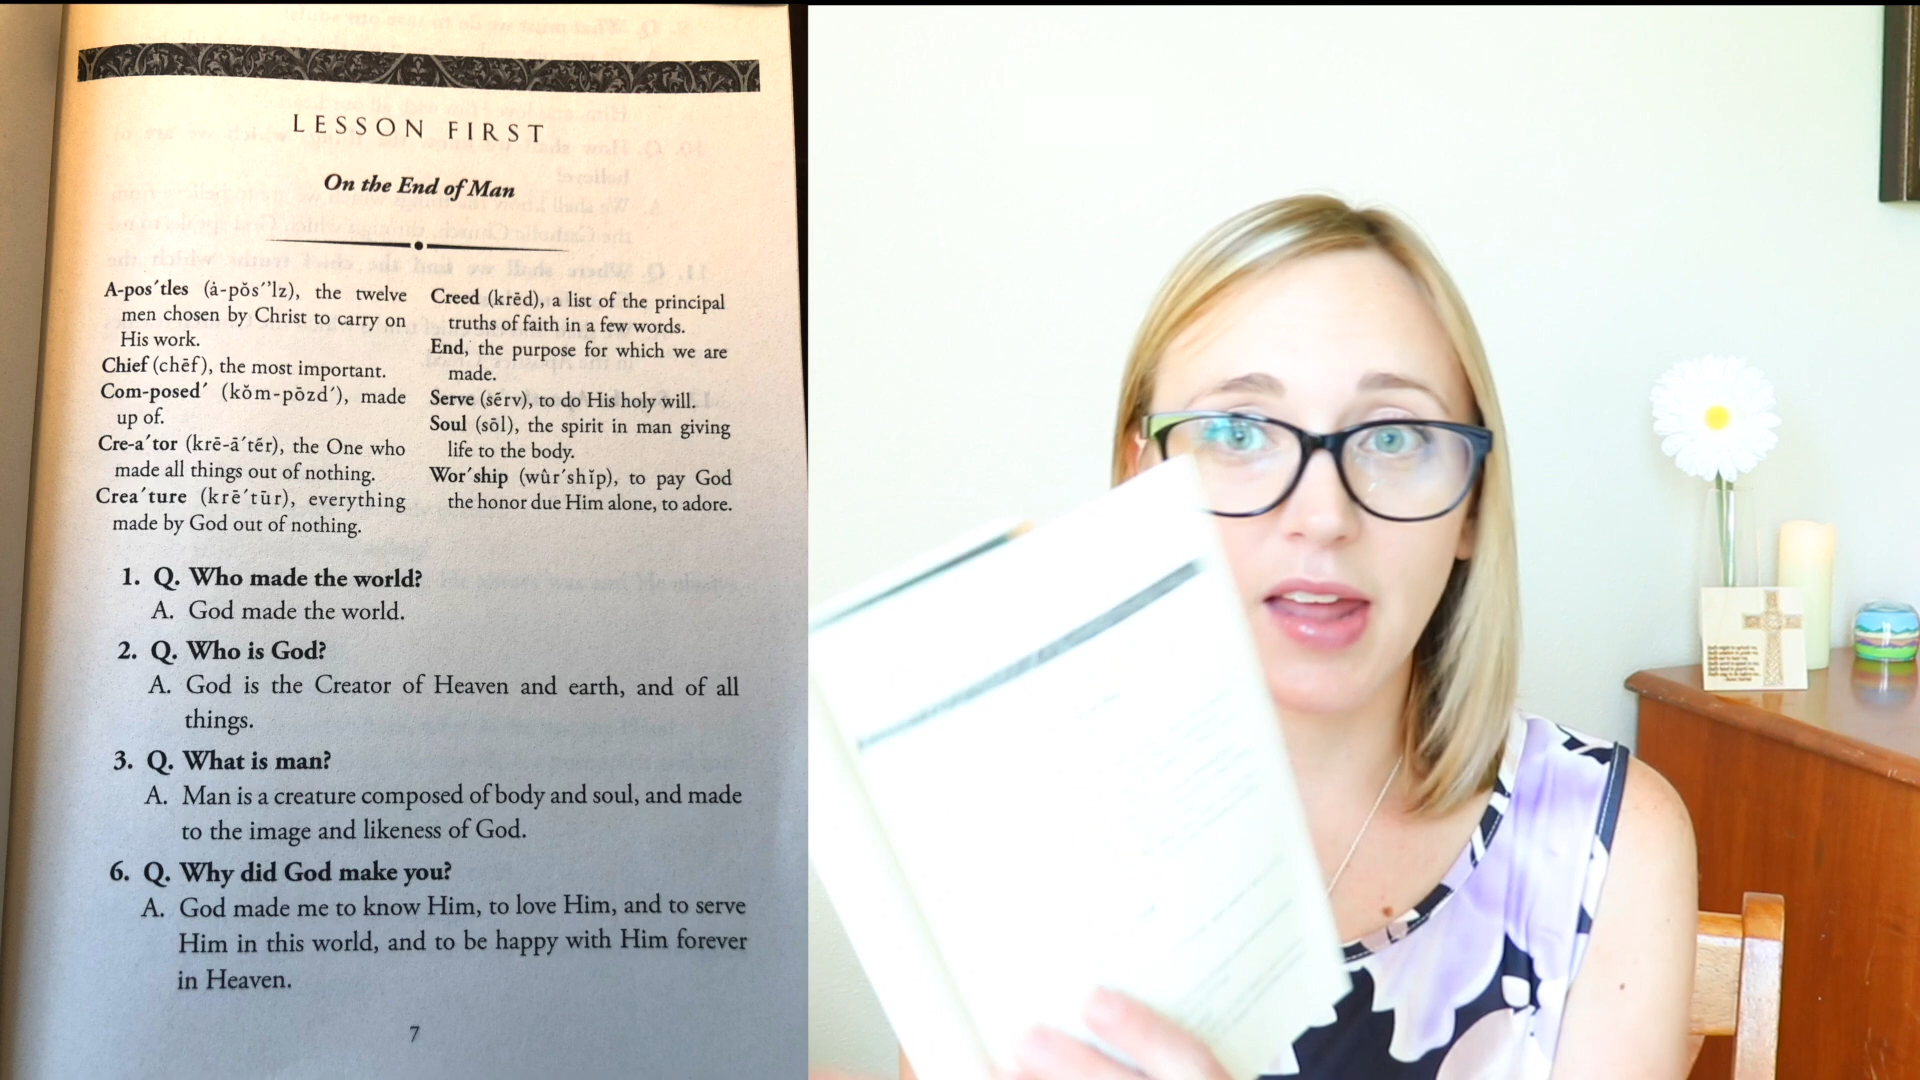 LESSON FIRST
On the End of Man
A-pos′tles (ȧ-pŏs′′lz), the twelve
men chosen by Christ to carry on
His work.
Chief (chēf), the most important.
Com-posed′ (kŏm-pōzd′), made
up of.
Cre-a′tor (krē-ā′tẽr), the One who
made all things out of nothing.
Crea′ture (krē′tūr), everything
made by God out of nothing.
Creed (krēd), a list of the principal
truths of faith in a few words.
End, the purpose for which we are
made.
Serve (sẽrv), to do His holy will.
Soul (sōl), the spirit in man giving
life to the body.
Wor′ship (wûr′shĭp), to pay God
the honor due Him alone, to adore.
1. Q. Who made the world?
A. God made the world.
2. Q. Who is God?
A. God is the Creator of Heaven and earth, and of all
things.
3. Q. What is man?
A. Man is a creature composed of body and soul, and made
to the image and likeness of God.
6. Q. Why did God make you?
A. God made me to know Him, to love Him, and to serve
Him in this world, and to be happy with Him forever
in Heaven.
7